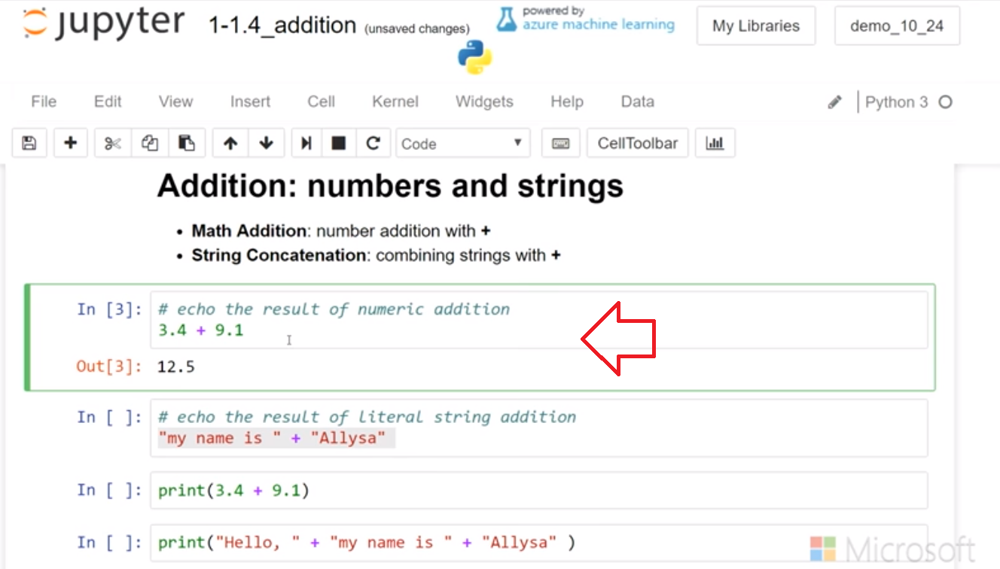 jupyter 1-1.4_addition (unsaved changes)
powered by
azure machine learning
My Libraries demo_10_24
File Edit View Insert Cell Kernel Widgets Help Data Python 3
Code CellToolbar
Addition: numbers and strings
• Math Addition: number addition with +
• String Concatenation: combining strings with +
In [3]: # echo the result of numeric addition
3.4 + 9.1
Out[3]: 12.5
In [ ]: # echo the result of literal string addition
"my name is " + "Allysa"
In [ ]: print(3.4 + 9.1)
In [ ]: print("Hello, " + "my name is " + "Allysa" )
Microsoft